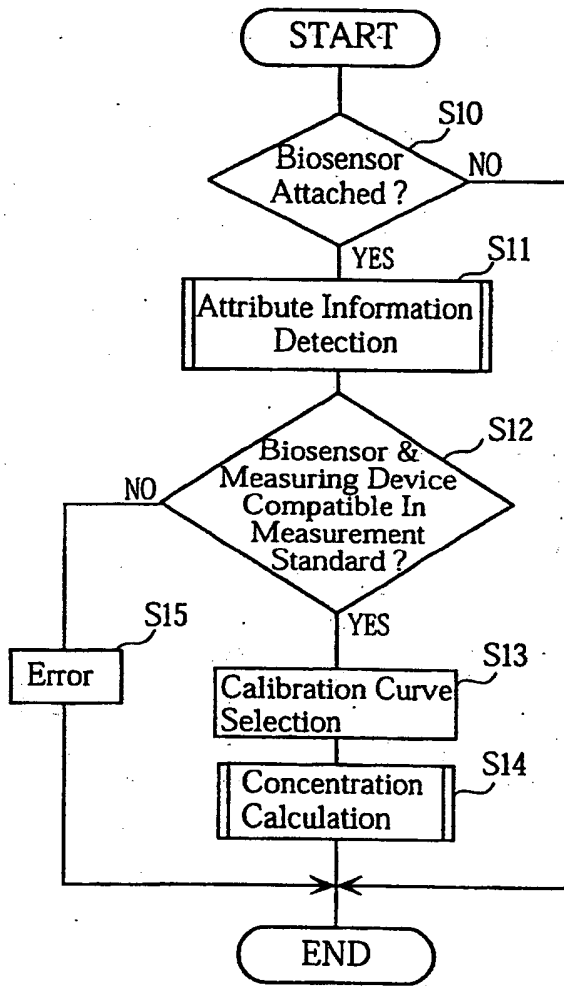 START
S10
Biosensor
Attached ?
NO
YES
S11
Attribute Information
Detection
S12
Biosensor &
Measuring Device
Compatible In
Measurement
Standard ?
NO
YES
S15
Error
S13
Calibration Curve
Selection
S14
Concentration
Calculation
END